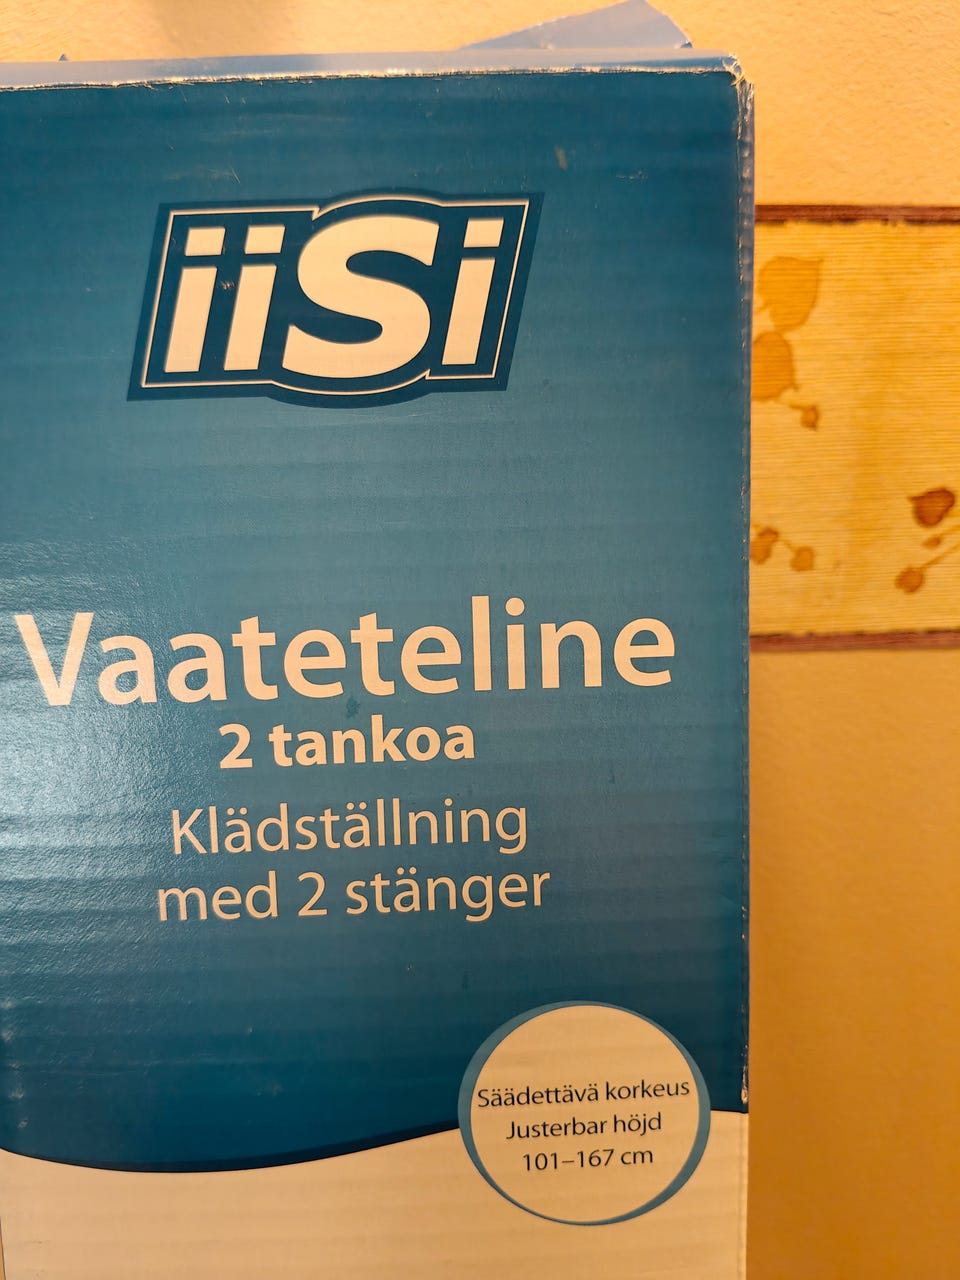 iiSi
Vaateteline
2 tankoa
Klädställning
med 2 stänger
Säädettävä korkeus
Justerbar höjd
101–167 cm